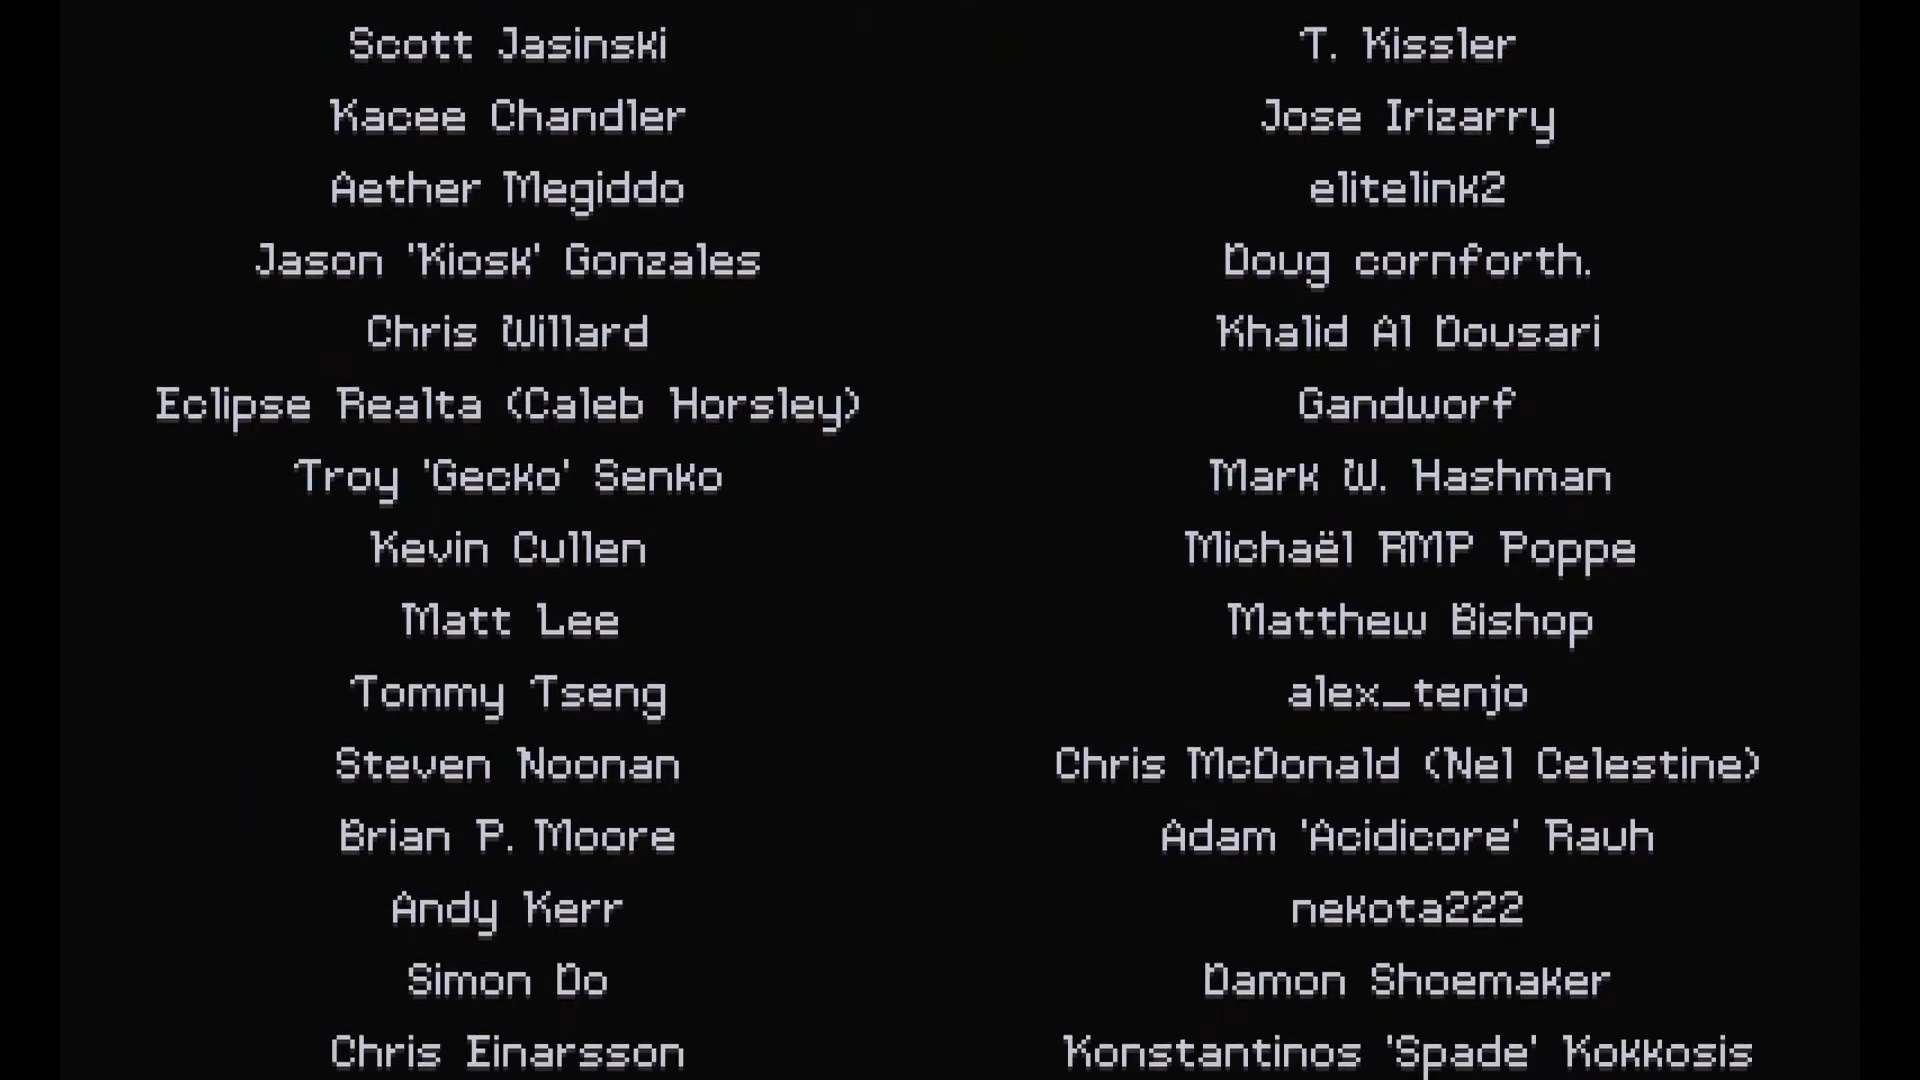 Scott Jasinski
T. Kissler
Kacee Chandler
Jose Irizarry
Aether Megiddo
elitelink2
Jason 'Kiosk' Gonzales
Doug cornforth.
Chris Willard
Khalid Al Dousari
Eclipse Realta (Caleb Horsley)
Gandworf
Troy 'Gecko' Senko
Mark W. Hashman
Kevin Cullen
Michaël RMP Poppe
Matt Lee
Matthew Bishop
Tommy Tseng
alex_tenjo
Steven Noonan
Chris McDonald (Nel Celestine)
Brian P. Moore
Adam 'Acidicore' Rauh
Andy Kerr
nekota222
Simon Do
Damon Shoemaker
Chris Einarsson
Konstantinos 'Spade' Kokkosis